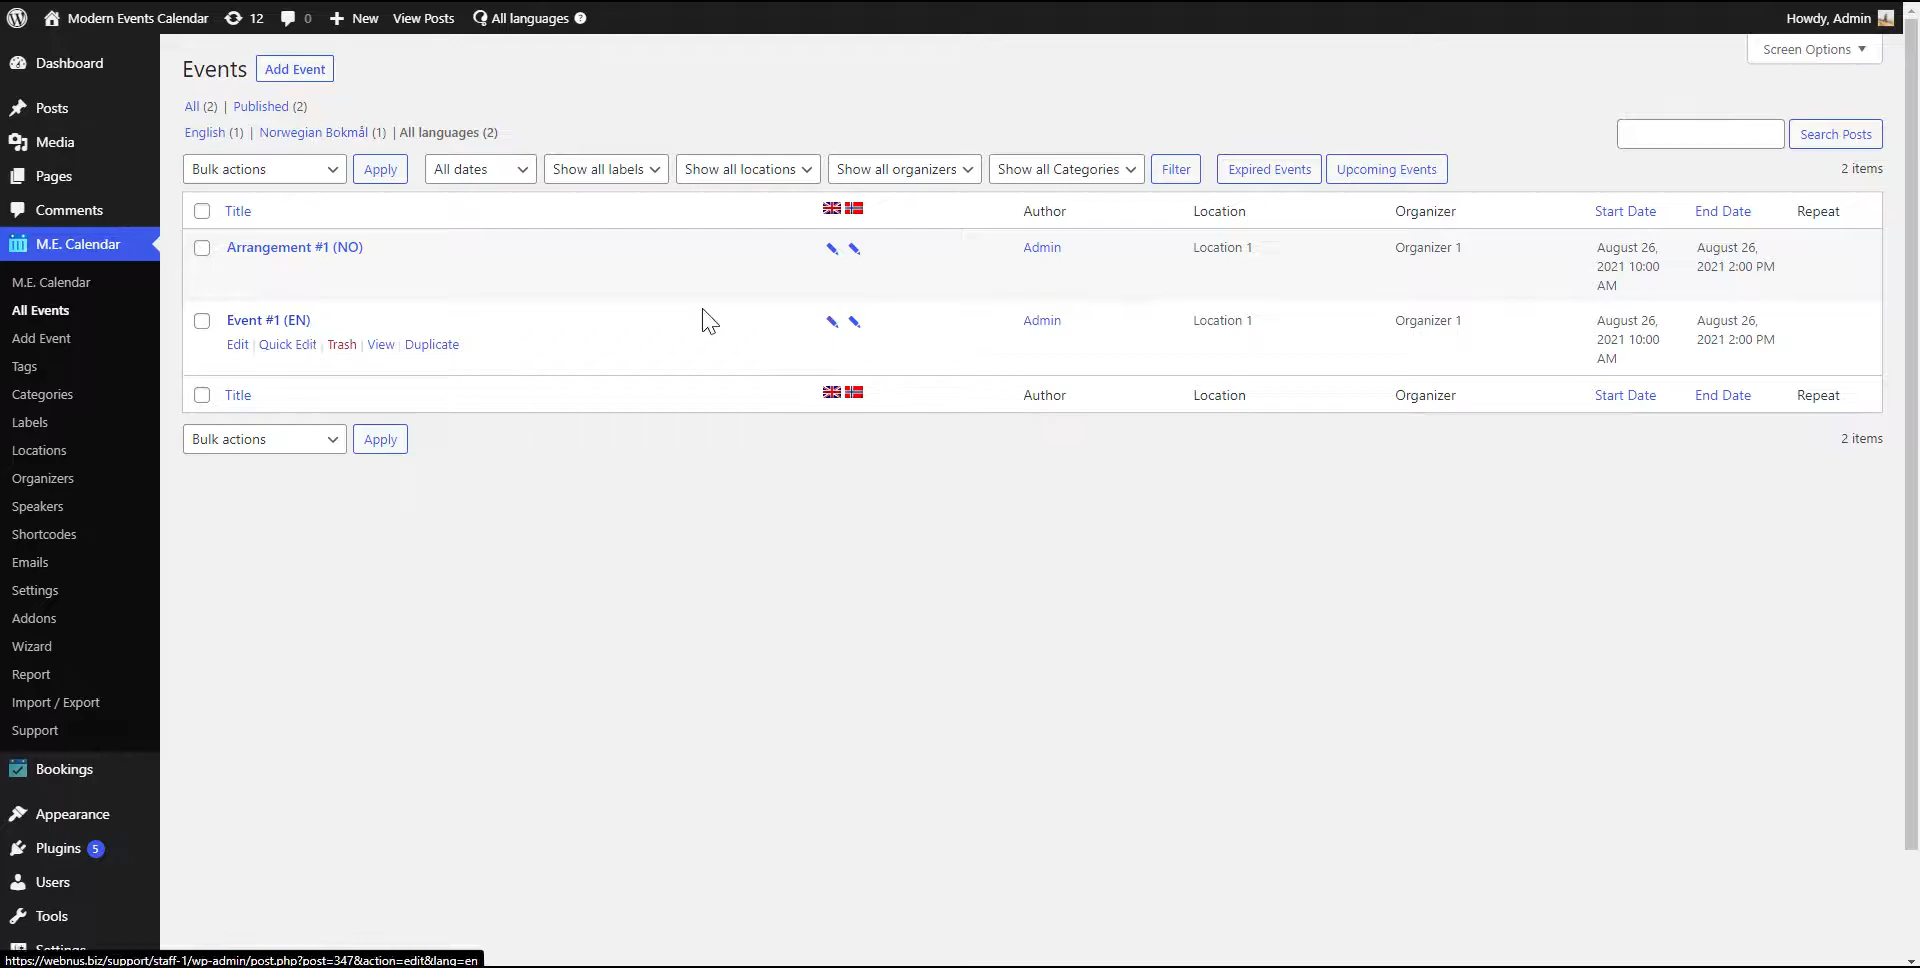 Modern Events Calendar 12 0 New View Posts All languages Howdy, Admin
Screen Options
Dashboard
Posts
Media
Pages
Comments
M.E. Calendar
M.E. Calendar
All Events
Add Event
Tags
Categories
Labels
Locations
Organizers
Speakers
Shortcodes
Emails
Settings
Addons
Wizard
Report
Import / Export
Support
Bookings
Appearance
Plugins 5
Users
Tools
Settings
Events Add Event
All (2) | Published (2)
English (1) | Norwegian Bokmål (1) | All languages (2)
Search Posts
Bulk actions Apply All dates Show all labels Show all locations Show all organizers Show all Categories Filter Expired Events Upcoming Events 2 items
Title Author Location Organizer Start Date End Date Repeat
Arrangement #1 (NO) Admin Location 1 Organizer 1 August 26, August 26,
2021 10:00 2021 2:00 PM
AM
Event #1 (EN) Admin Location 1 Organizer 1 August 26, August 26,
Edit | Quick Edit | Trash | View | Duplicate 2021 10:00 2021 2:00 PM
AM
Title Author Location Organizer Start Date End Date Repeat
Bulk actions Apply 2 items
https://webnus.biz/support/staff-1/wp-admin/post.php?post=347&action=edit&lang=en